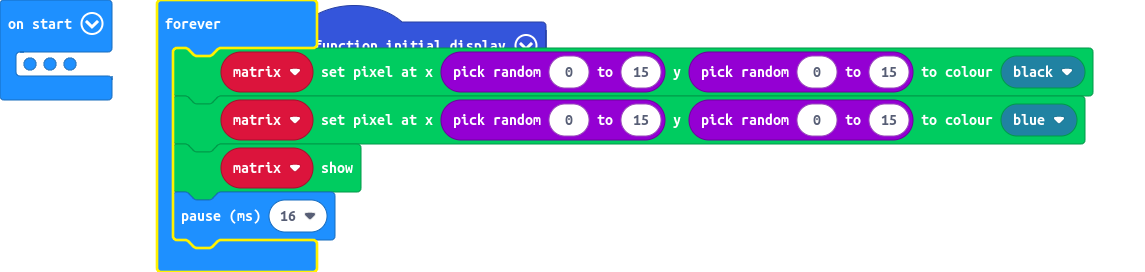 on start
forever
function initial_display
matrix set pixel at x pick random 0 to 15 y pick random 0 to 15 to colour black
matrix set pixel at x pick random 0 to 15 y pick random 0 to 15 to colour blue
matrix show
pause (ms) 16